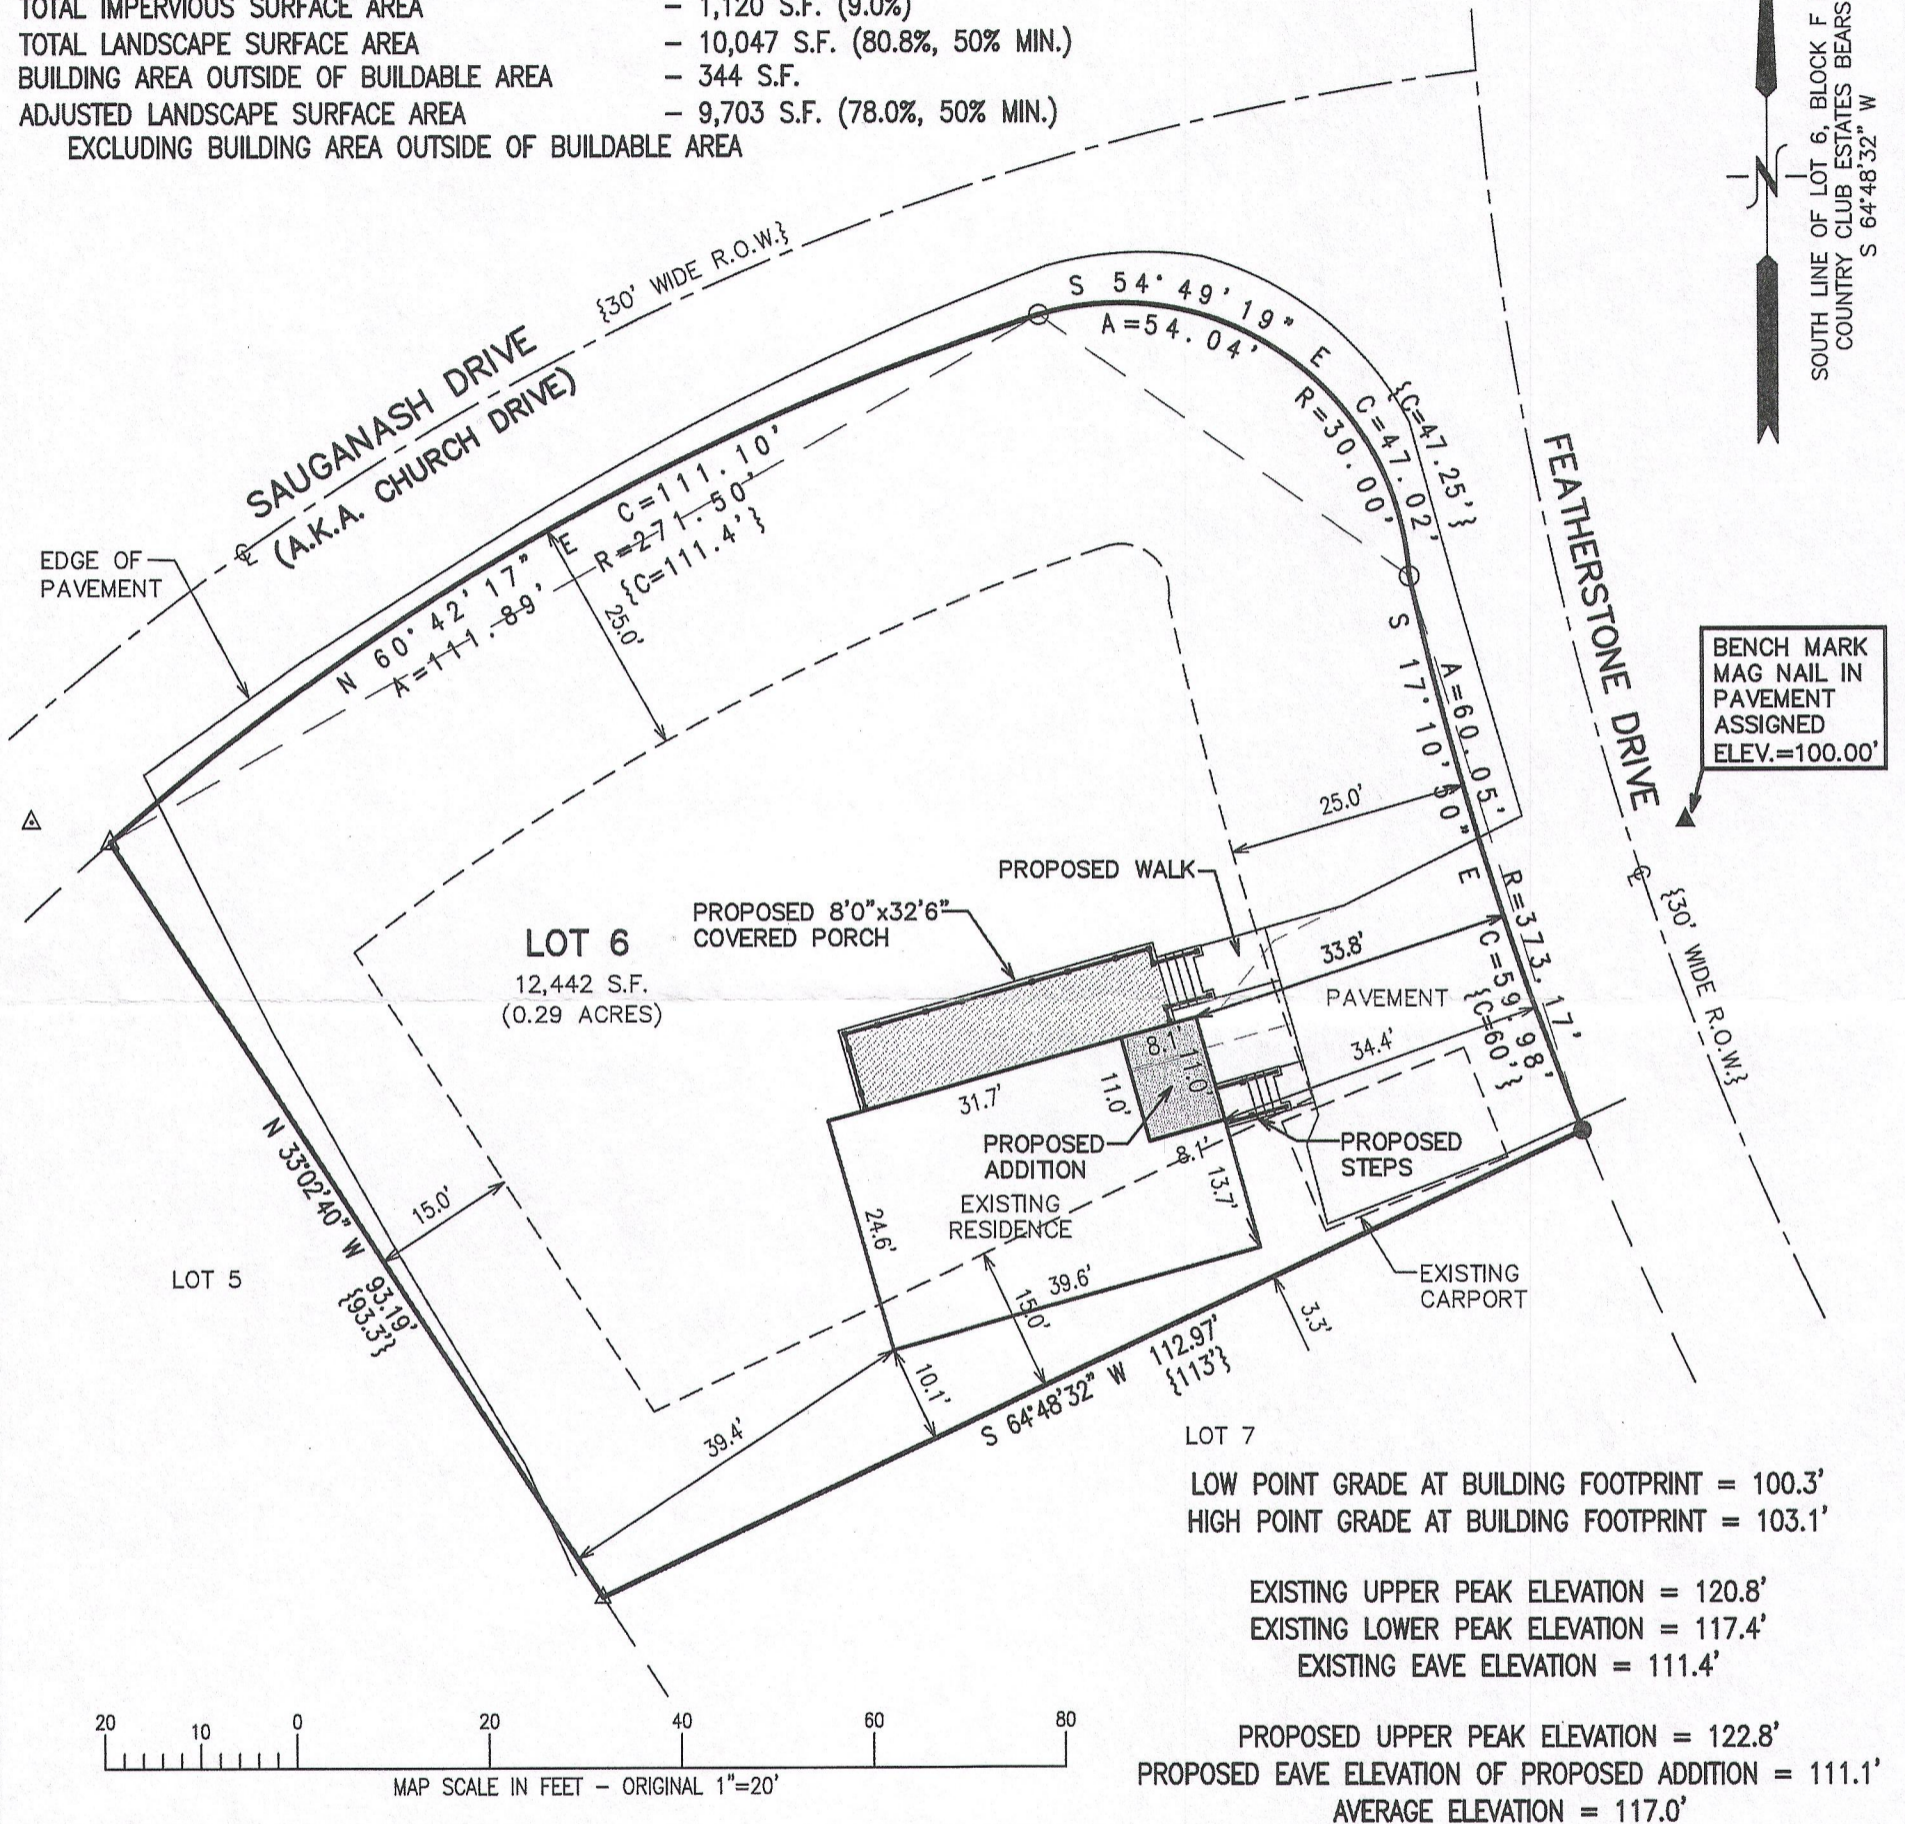 TOTAL IMPERVIOUS SURFACE AREA – 1,120 S.F. (9.0%)
TOTAL LANDSCAPE SURFACE AREA – 10,047 S.F. (80.8%, 50% MIN.)
BUILDING AREA OUTSIDE OF BUILDABLE AREA – 344 S.F.
ADJUSTED LANDSCAPE SURFACE AREA – 9,703 S.F. (78.0%, 50% MIN.)
EXCLUDING BUILDING AREA OUTSIDE OF BUILDABLE AREA
N
SOUTH LINE OF LOT 6, BLOCK F
COUNTRY CLUB ESTATES BEARS
S 64°48'32" W
{30' WIDE R.O.W.}
SAUGANASH DRIVE
(A.K.A. CHURCH DRIVE)
℄
EDGE OF
PAVEMENT
S 54°49'19" E C=47.02'
{C=47.25'}
A=54.04' R=30.00'
N 60°42'17" E C=111.10'
A=111.89' R=271.50'
{C=111.4'}
25.0'
FEATHERSTONE DRIVE
℄
{30' WIDE R.O.W.}
BENCH MARK
MAG NAIL IN
PAVEMENT
ASSIGNED
ELEV.=100.00'
A=60.05' R=373.17'
S 17°10'50" E C=59.98'
{C=60'}
25.0'
PROPOSED WALK
PROPOSED 8'0"x32'6"
COVERED PORCH
LOT 6
12,442 S.F.
(0.29 ACRES)
33.8'
PAVEMENT
34.4'
8.1'
11.0'
11.0'
31.7'
PROPOSED
ADDITION
8.1'
PROPOSED
STEPS
13.7'
EXISTING
RESIDENCE
24.6'
39.6'
15.0'
10.1'
39.4'
15.0'
EXISTING
CARPORT
3.3'
N 33°02'40" W 93.19'
{93.3'}
LOT 5
S 64°48'32" W 112.97'
{113'}
LOT 7
LOW POINT GRADE AT BUILDING FOOTPRINT = 100.3'
HIGH POINT GRADE AT BUILDING FOOTPRINT = 103.1'
EXISTING UPPER PEAK ELEVATION = 120.8'
EXISTING LOWER PEAK ELEVATION = 117.4'
EXISTING EAVE ELEVATION = 111.4'
PROPOSED UPPER PEAK ELEVATION = 122.8'
PROPOSED EAVE ELEVATION OF PROPOSED ADDITION = 111.1'
AVERAGE ELEVATION = 117.0'
20 10 0 20 40 60 80
MAP SCALE IN FEET – ORIGINAL 1"=20'